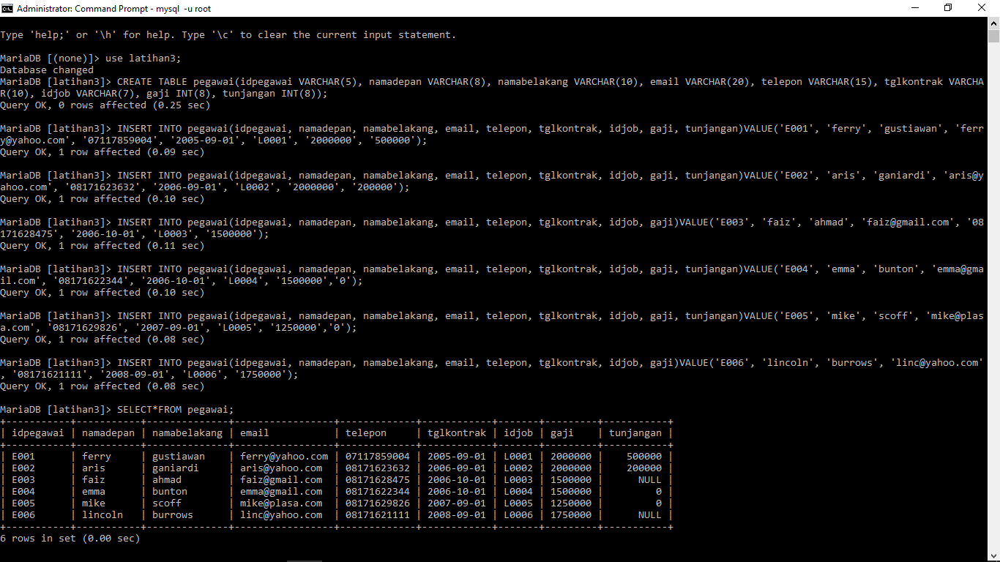 Administrator: Command Prompt - mysql  -u root
Type 'help;' or '\h' for help. Type '\c' to clear the current input statement.
MariaDB [(none)]> use latihan3;
Database changed
MariaDB [latihan3]> CREATE TABLE pegawai(idpegawai VARCHAR(5), namadepan VARCHAR(8), namabelakang VARCHAR(10), email VARCHAR(20), telepon VARCHAR(15), tglkontrak VARCHA
R(10), idjob VARCHAR(7), gaji INT(8), tunjangan INT(8));
Query OK, 0 rows affected (0.25 sec)
MariaDB [latihan3]> INSERT INTO pegawai(idpegawai, namadepan, namabelakang, email, telepon, tglkontrak, idjob, gaji, tunjangan)VALUE('E001', 'ferry', 'gustiawan', 'ferr
y@yahoo.com', '07117859004', '2005-09-01', 'L0001', '2000000', '500000');
Query OK, 1 row affected (0.09 sec)
MariaDB [latihan3]> INSERT INTO pegawai(idpegawai, namadepan, namabelakang, email, telepon, tglkontrak, idjob, gaji, tunjangan)VALUE('E002', 'aris', 'ganiardi', 'aris@y
ahoo.com', '08171623632', '2006-09-01', 'L0002', '2000000', '200000');
Query OK, 1 row affected (0.10 sec)
MariaDB [latihan3]> INSERT INTO pegawai(idpegawai, namadepan, namabelakang, email, telepon, tglkontrak, idjob, gaji)VALUE('E003', 'faiz', 'ahmad', 'faiz@gmail.com', '08
171628475', '2006-10-01', 'L0003', '1500000');
Query OK, 1 row affected (0.11 sec)
MariaDB [latihan3]> INSERT INTO pegawai(idpegawai, namadepan, namabelakang, email, telepon, tglkontrak, idjob, gaji, tunjangan)VALUE('E004', 'emma', 'bunton', 'emma@gma
il.com', '08171622344', '2006-10-01', 'L0004', '1500000','0');
Query OK, 1 row affected (0.10 sec)
MariaDB [latihan3]> INSERT INTO pegawai(idpegawai, namadepan, namabelakang, email, telepon, tglkontrak, idjob, gaji, tunjangan)VALUE('E005', 'mike', 'scoff', 'mike@plas
a.com', '08171629826', '2007-09-01', 'L0005', '1250000','0');
Query OK, 1 row affected (0.08 sec)
MariaDB [latihan3]> INSERT INTO pegawai(idpegawai, namadepan, namabelakang, email, telepon, tglkontrak, idjob, gaji)VALUE('E006', 'lincoln', 'burrows', 'linc@yahoo.com'
, '08171621111', '2008-09-01', 'L0006', '1750000');
Query OK, 1 row affected (0.08 sec)
MariaDB [latihan3]> SELECT*FROM pegawai;
+-----------+-----------+--------------+-----------------+-------------+------------+-------+---------+-----------+
| idpegawai | namadepan | namabelakang | email           | telepon     | tglkontrak | idjob | gaji    | tunjangan |
+-----------+-----------+--------------+-----------------+-------------+------------+-------+---------+-----------+
| E001      | ferry     | gustiawan    | ferry@yahoo.com | 07117859004 | 2005-09-01 | L0001 | 2000000 |    500000 |
| E002      | aris      | ganiardi     | aris@yahoo.com  | 08171623632 | 2006-09-01 | L0002 | 2000000 |    200000 |
| E003      | faiz      | ahmad        | faiz@gmail.com  | 08171628475 | 2006-10-01 | L0003 | 1500000 |      NULL |
| E004      | emma      | bunton       | emma@gmail.com  | 08171622344 | 2006-10-01 | L0004 | 1500000 |         0 |
| E005      | mike      | scoff        | mike@plasa.com  | 08171629826 | 2007-09-01 | L0005 | 1250000 |         0 |
| E006      | lincoln   | burrows      | linc@yahoo.com  | 08171621111 | 2008-09-01 | L0006 | 1750000 |      NULL |
+-----------+-----------+--------------+-----------------+-------------+------------+-------+---------+-----------+
6 rows in set (0.00 sec)